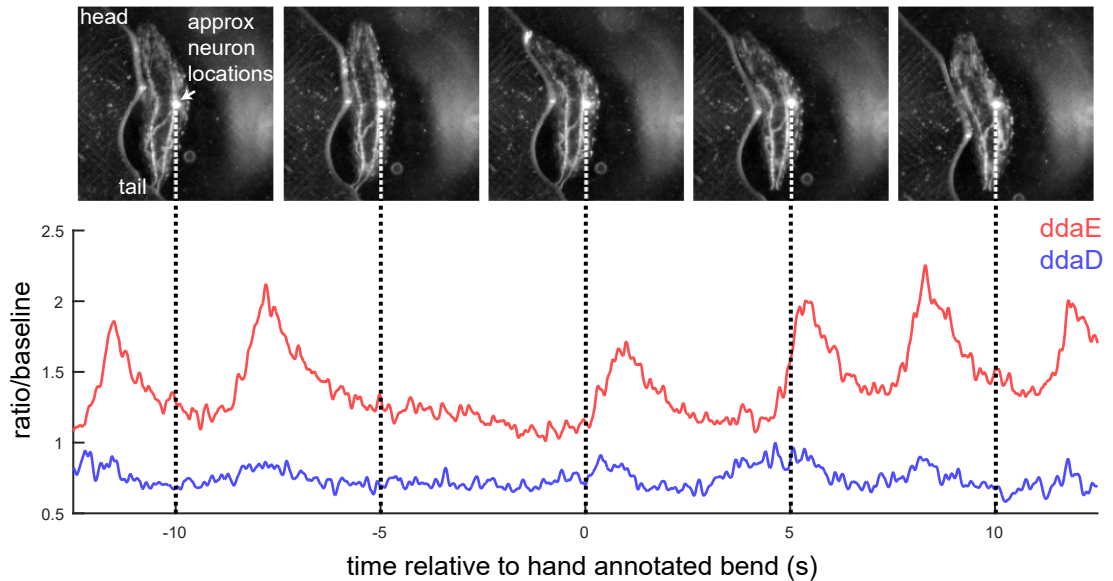 head
approx
neuron
locations
tail
ddaE
ddaD
2.5
2
1.5
1
0.5
ratio/baseline
-10
-5
0
5
10
time relative to hand annotated bend (s)